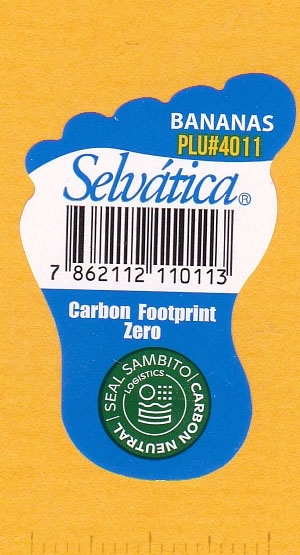 BANANAS
PLU#4011
Selvática®
7 862112 110113
Carbon Footprint
Zero
SEAL SAMBITO | CARBON NEUTRAL |
LOGISTICS